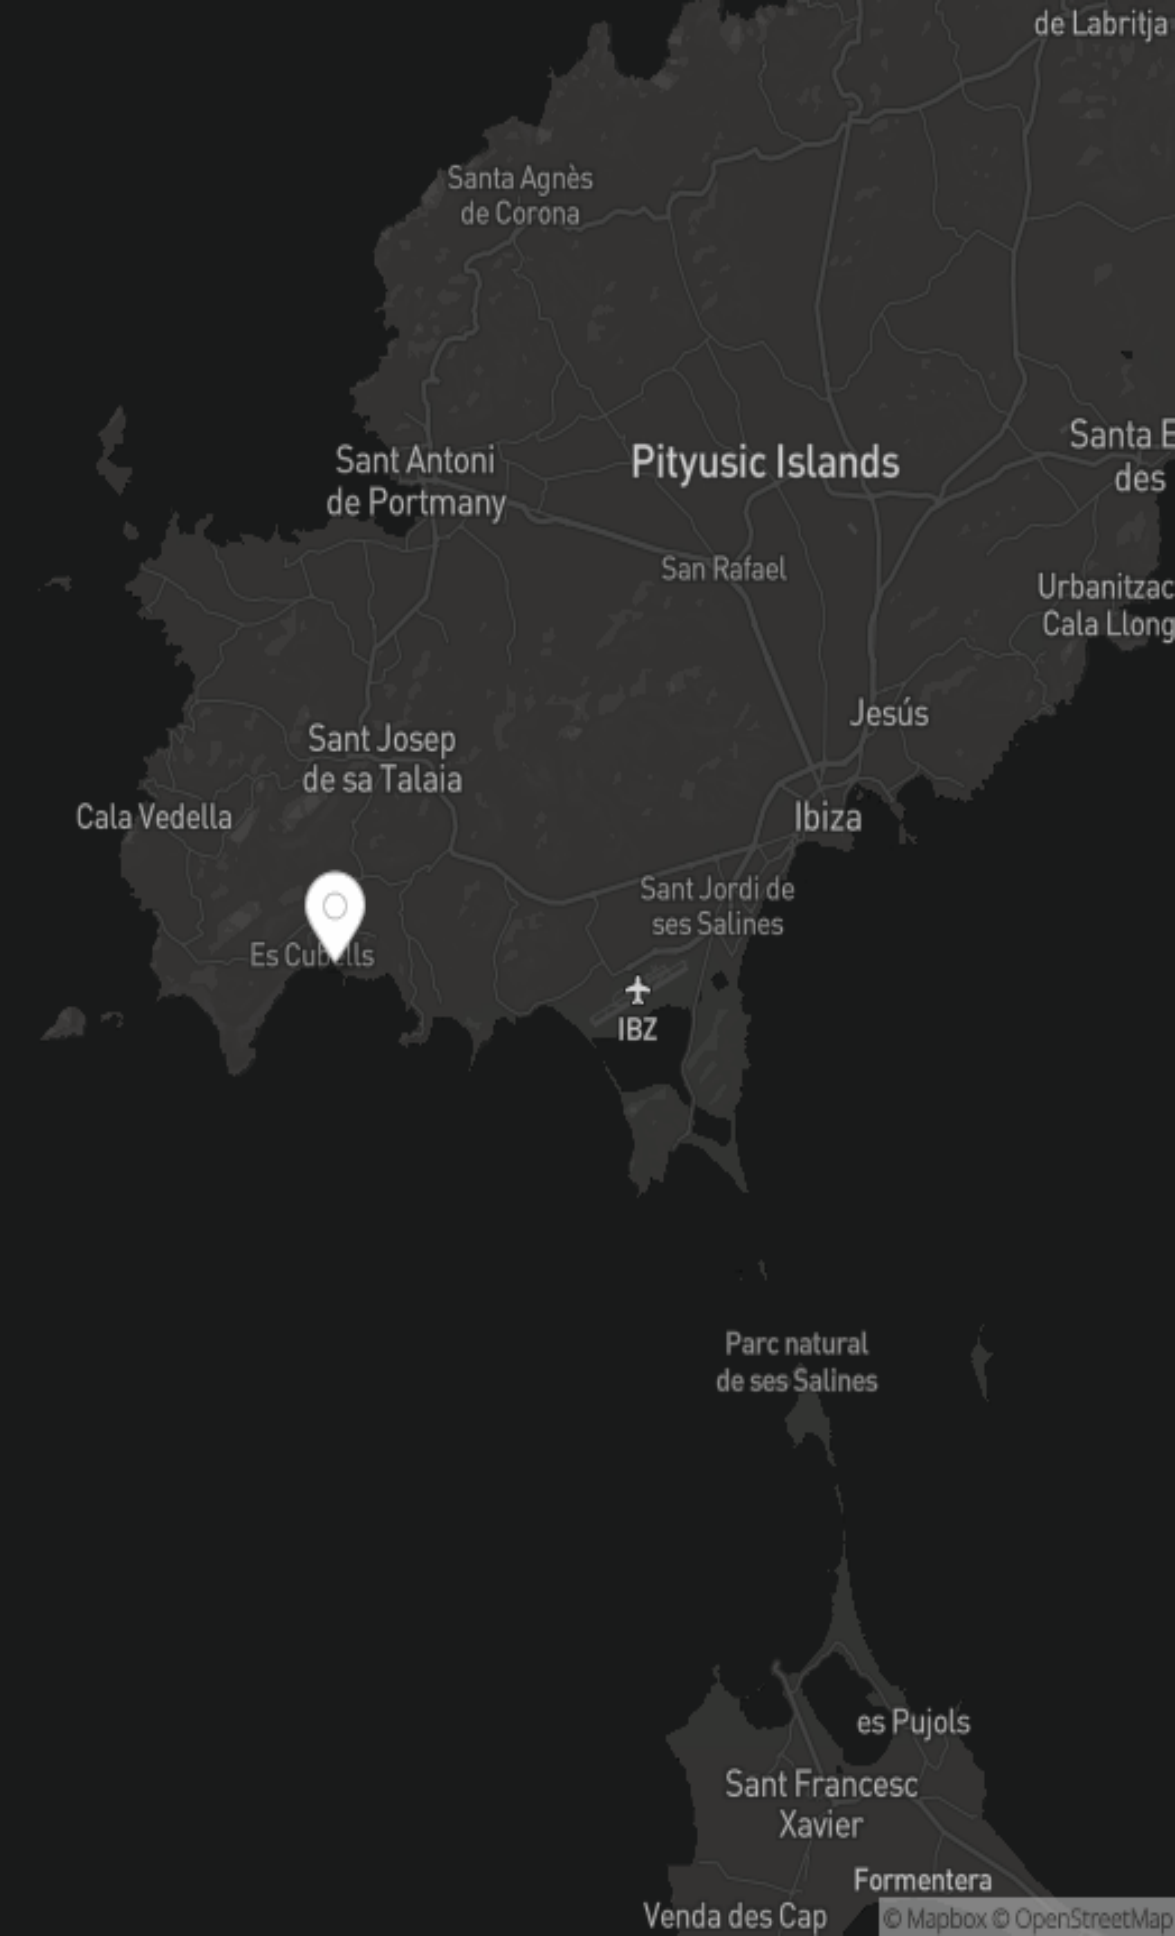 de Labritja
Santa Agnès
de Corona
Sant Antoni
de Portmany
Pityusic Islands
Santa E
des
San Rafael
Urbanitzac
Cala Llong
Jesús
Sant Josep
de sa Talaia
Cala Vedella
Ibiza
Sant Jordi de
ses Salines
Es Cubells
IBZ
Parc natural
de ses Salines
es Pujols
Sant Francesc
Xavier
Formentera
Venda des Cap
© Mapbox © OpenStreetMap